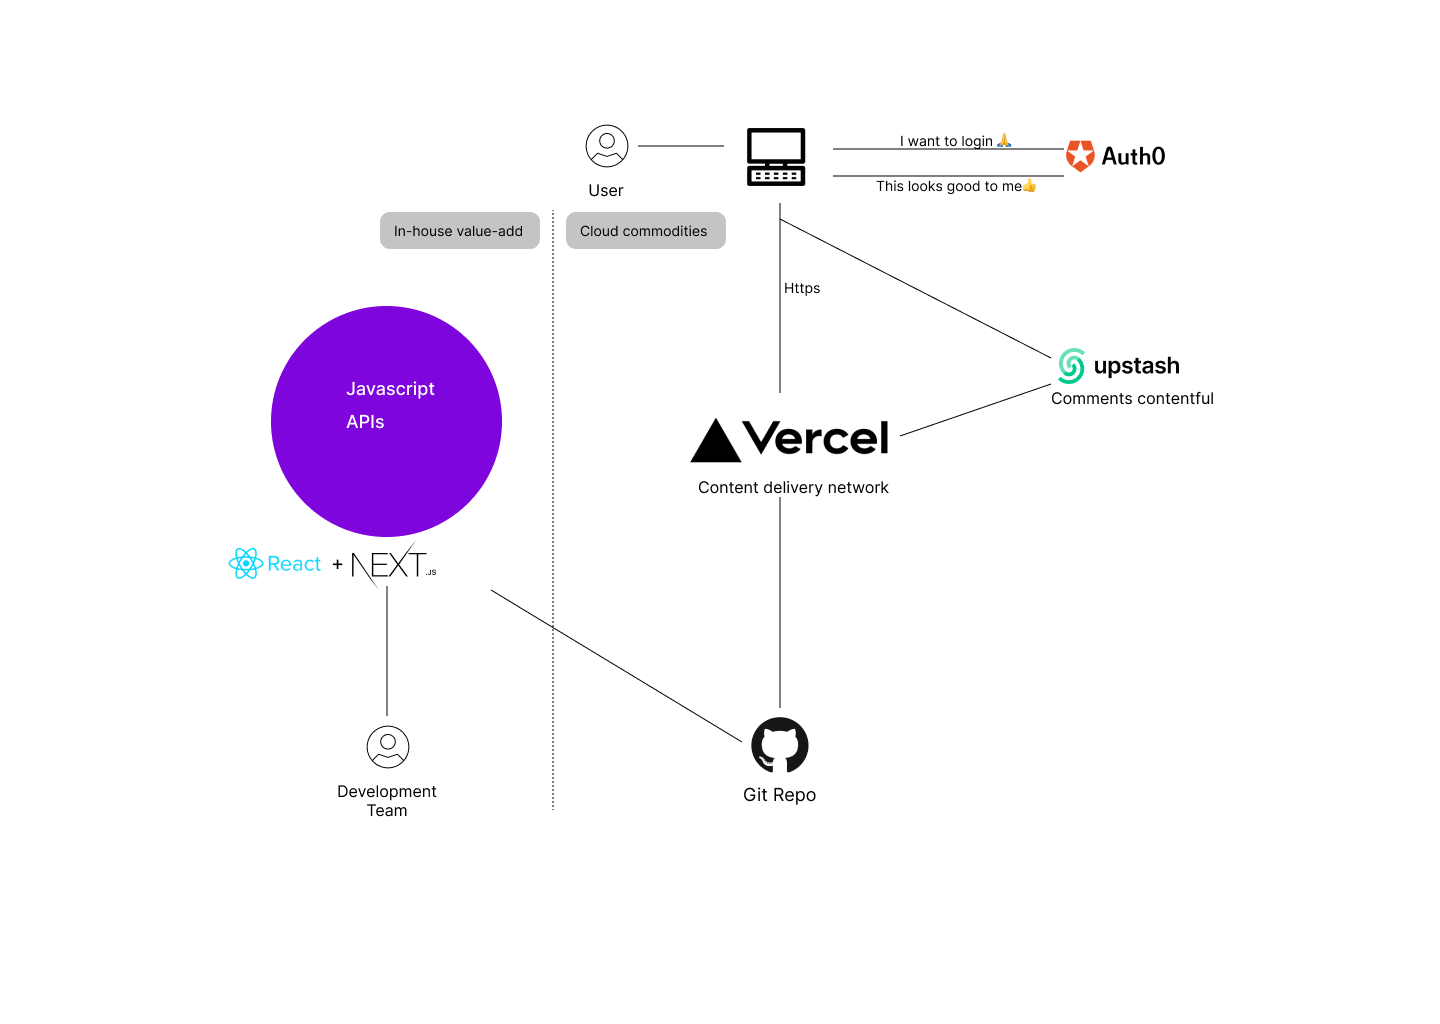 I want to login 🙏
Auth0
This looks good to me👍
User
In-house value-add
Cloud commodities
Https
upstash
Comments contentful
Javascript
APIs
Vercel
Content delivery network
React + NEXT.JS
Development
Team
Git Repo